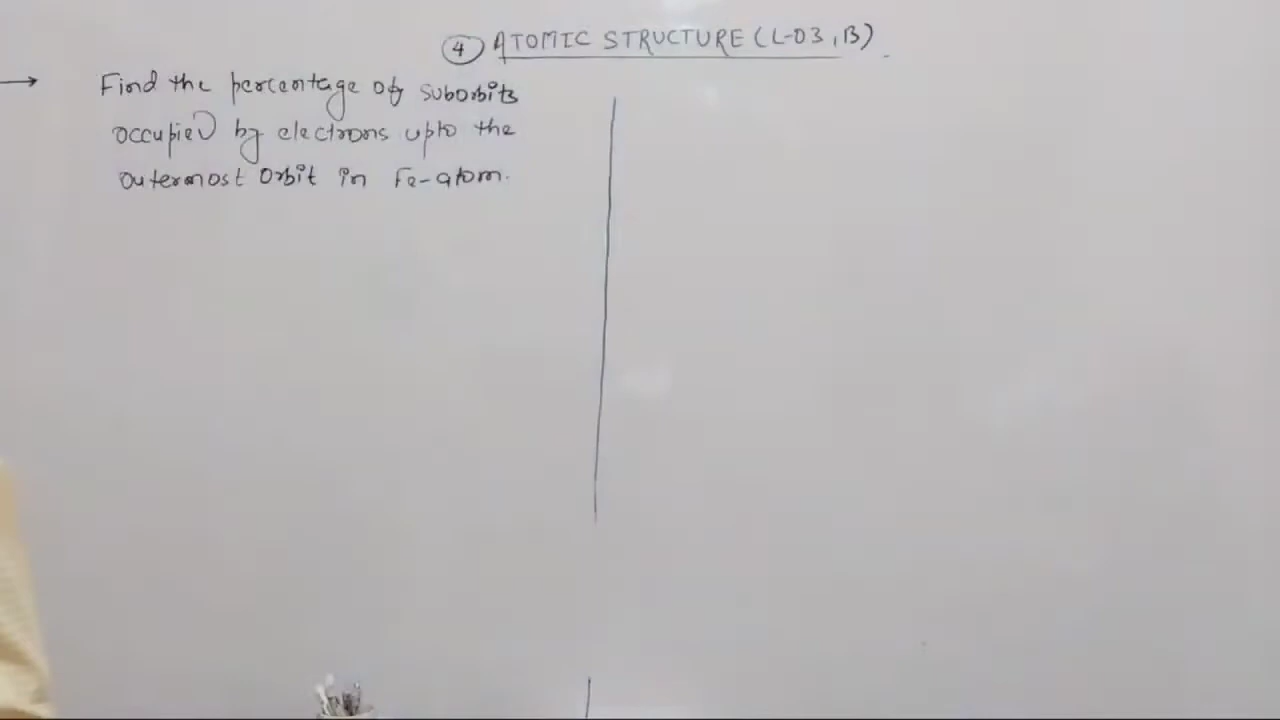 ④ ATOMIC STRUCTURE (L-03, B)
→ Find the percentage of suborbits
occupied by electrons upto the
outermost orbit in Fe-atom.